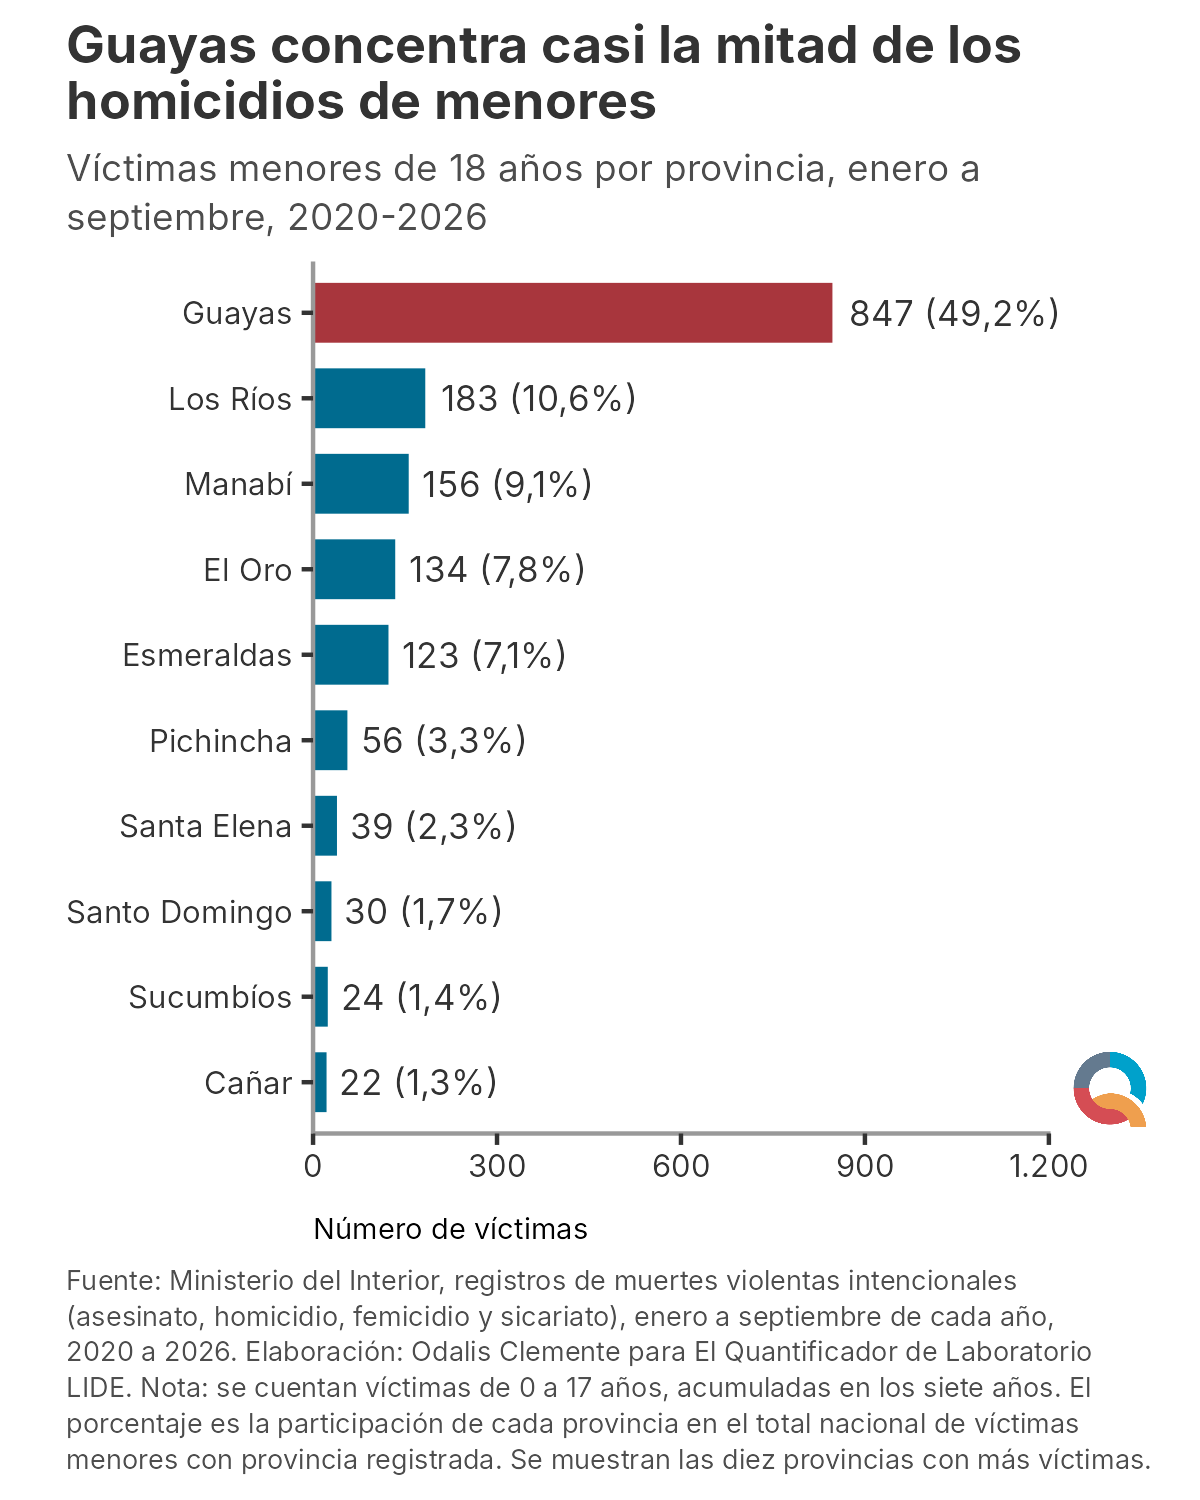 Guayas concentra casi la mitad de los
homicidios de menores
Víctimas menores de 18 años por provincia, enero a
septiembre, 2020-2026
Guayas 847 (49,2%)
Los Ríos 183 (10,6%)
Manabí 156 (9,1%)
El Oro 134 (7,8%)
Esmeraldas 123 (7,1%)
Pichincha 56 (3,3%)
Santa Elena 39 (2,3%)
Santo Domingo 30 (1,7%)
Sucumbíos 24 (1,4%)
Cañar 22 (1,3%)
0 300 600 900 1.200
Número de víctimas
Fuente: Ministerio del Interior, registros de muertes violentas intencionales
(asesinato, homicidio, femicidio y sicariato), enero a septiembre de cada año,
2020 a 2026. Elaboración: Odalis Clemente para El Quantificador de Laboratorio
LIDE. Nota: se cuentan víctimas de 0 a 17 años, acumuladas en los siete años. El
porcentaje es la participación de cada provincia en el total nacional de víctimas
menores con provincia registrada. Se muestran las diez provincias con más víctimas.